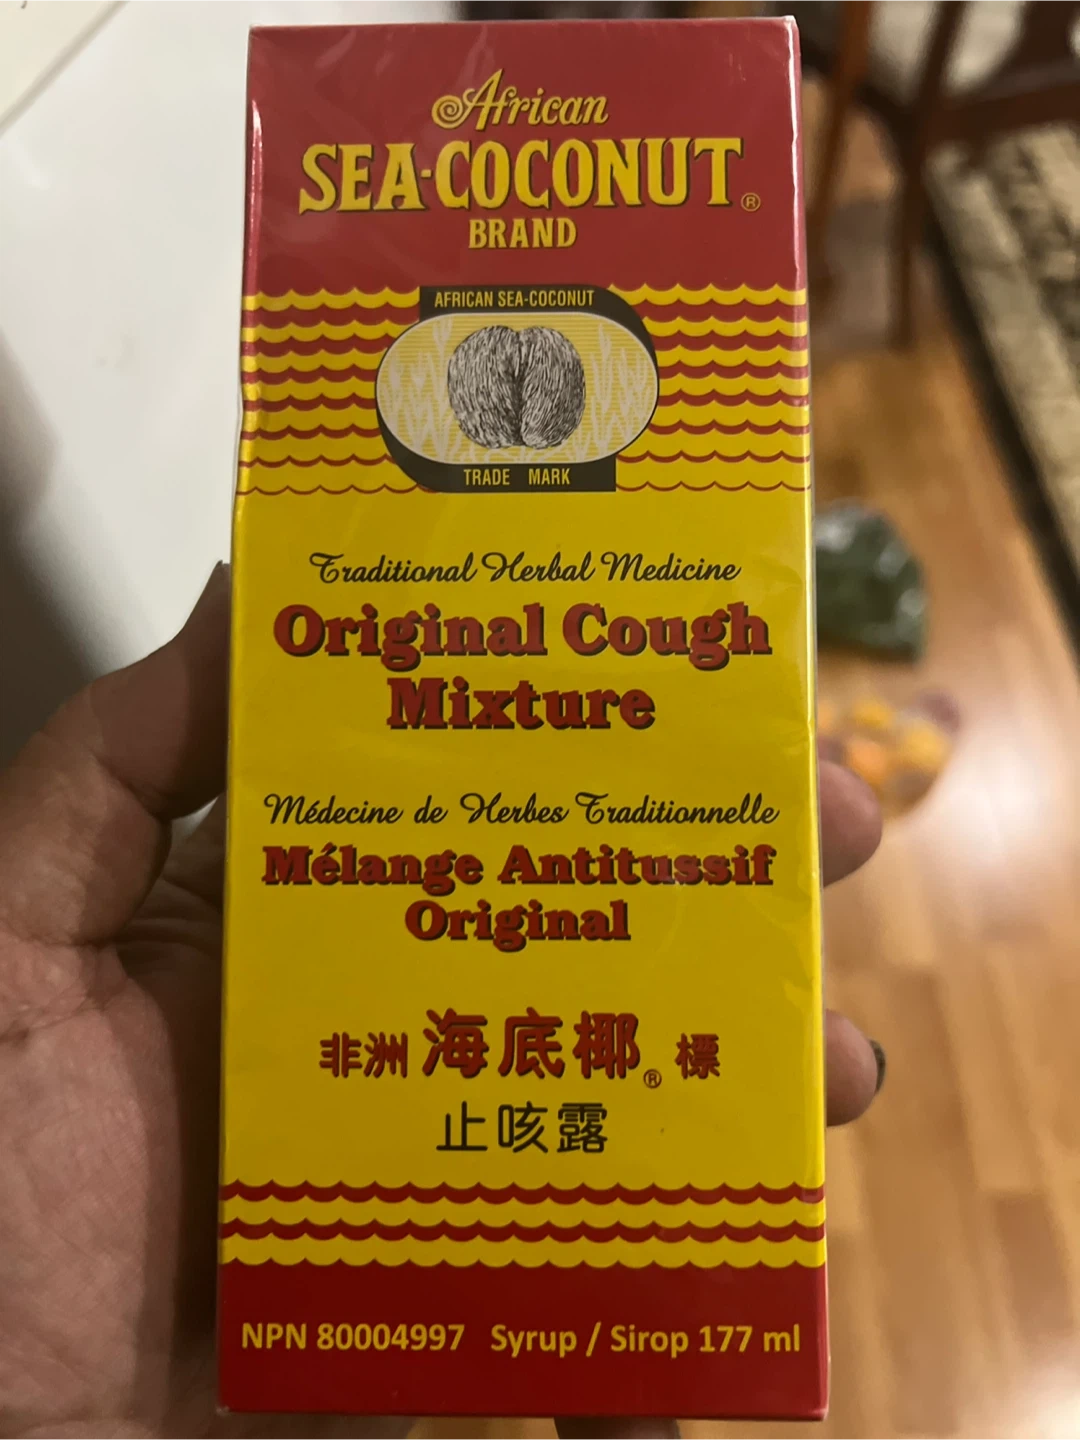 African
SEA-COCONUT®
BRAND
AFRICAN SEA-COCONUT
TRADE MARK
Traditional Herbal Medicine
Original Cough
Mixture
Médecine de Herbes Traditionnelle
Mélange Antitussif
Original
非洲 海底椰® 標
止咳露
NPN 80004997 Syrup / Sirop 177 ml